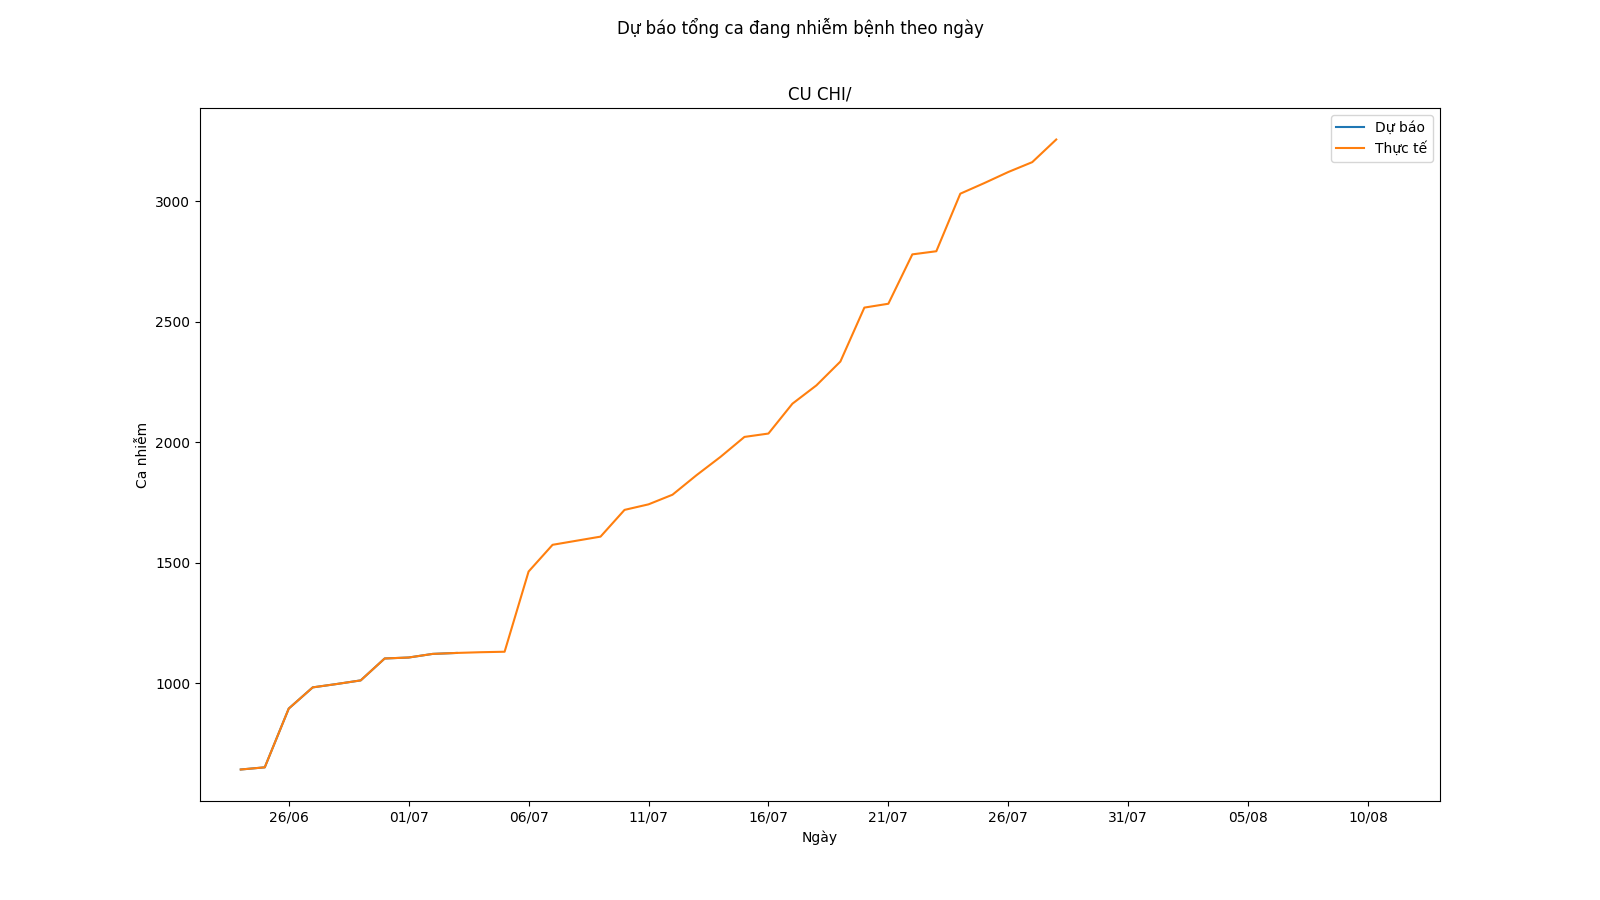 Dự báo tổng ca đang nhiễm bệnh theo ngày
CU CHI/
Dự báo
Thực tế
Ca nhiễm
3000
2500
2000
1500
1000
26/06
01/07
06/07
11/07
16/07
21/07
26/07
31/07
05/08
10/08
Ngày